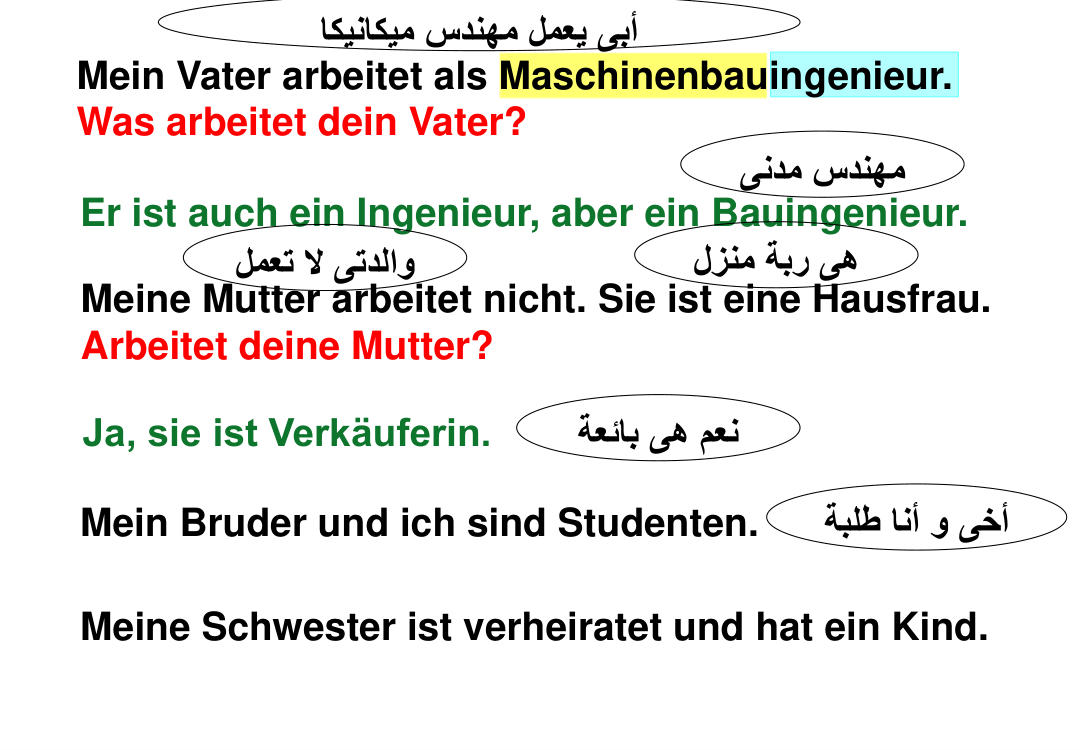 أبى يعمل مهندس ميكانيكا
Mein Vater arbeitet als Maschinenbauingenieur.
Was arbeitet dein Vater?
مهندس مدنى
Er ist auch ein Ingenieur, aber ein Bauingenieur.
والدتى لا تعمل
هى ربة منزل
Meine Mutter arbeitet nicht. Sie ist eine Hausfrau.
Arbeitet deine Mutter?
Ja, sie ist Verkäuferin.
نعم هى بائعة
Mein Bruder und ich sind Studenten.
أخى و أنا طلبة
Meine Schwester ist verheiratet und hat ein Kind.